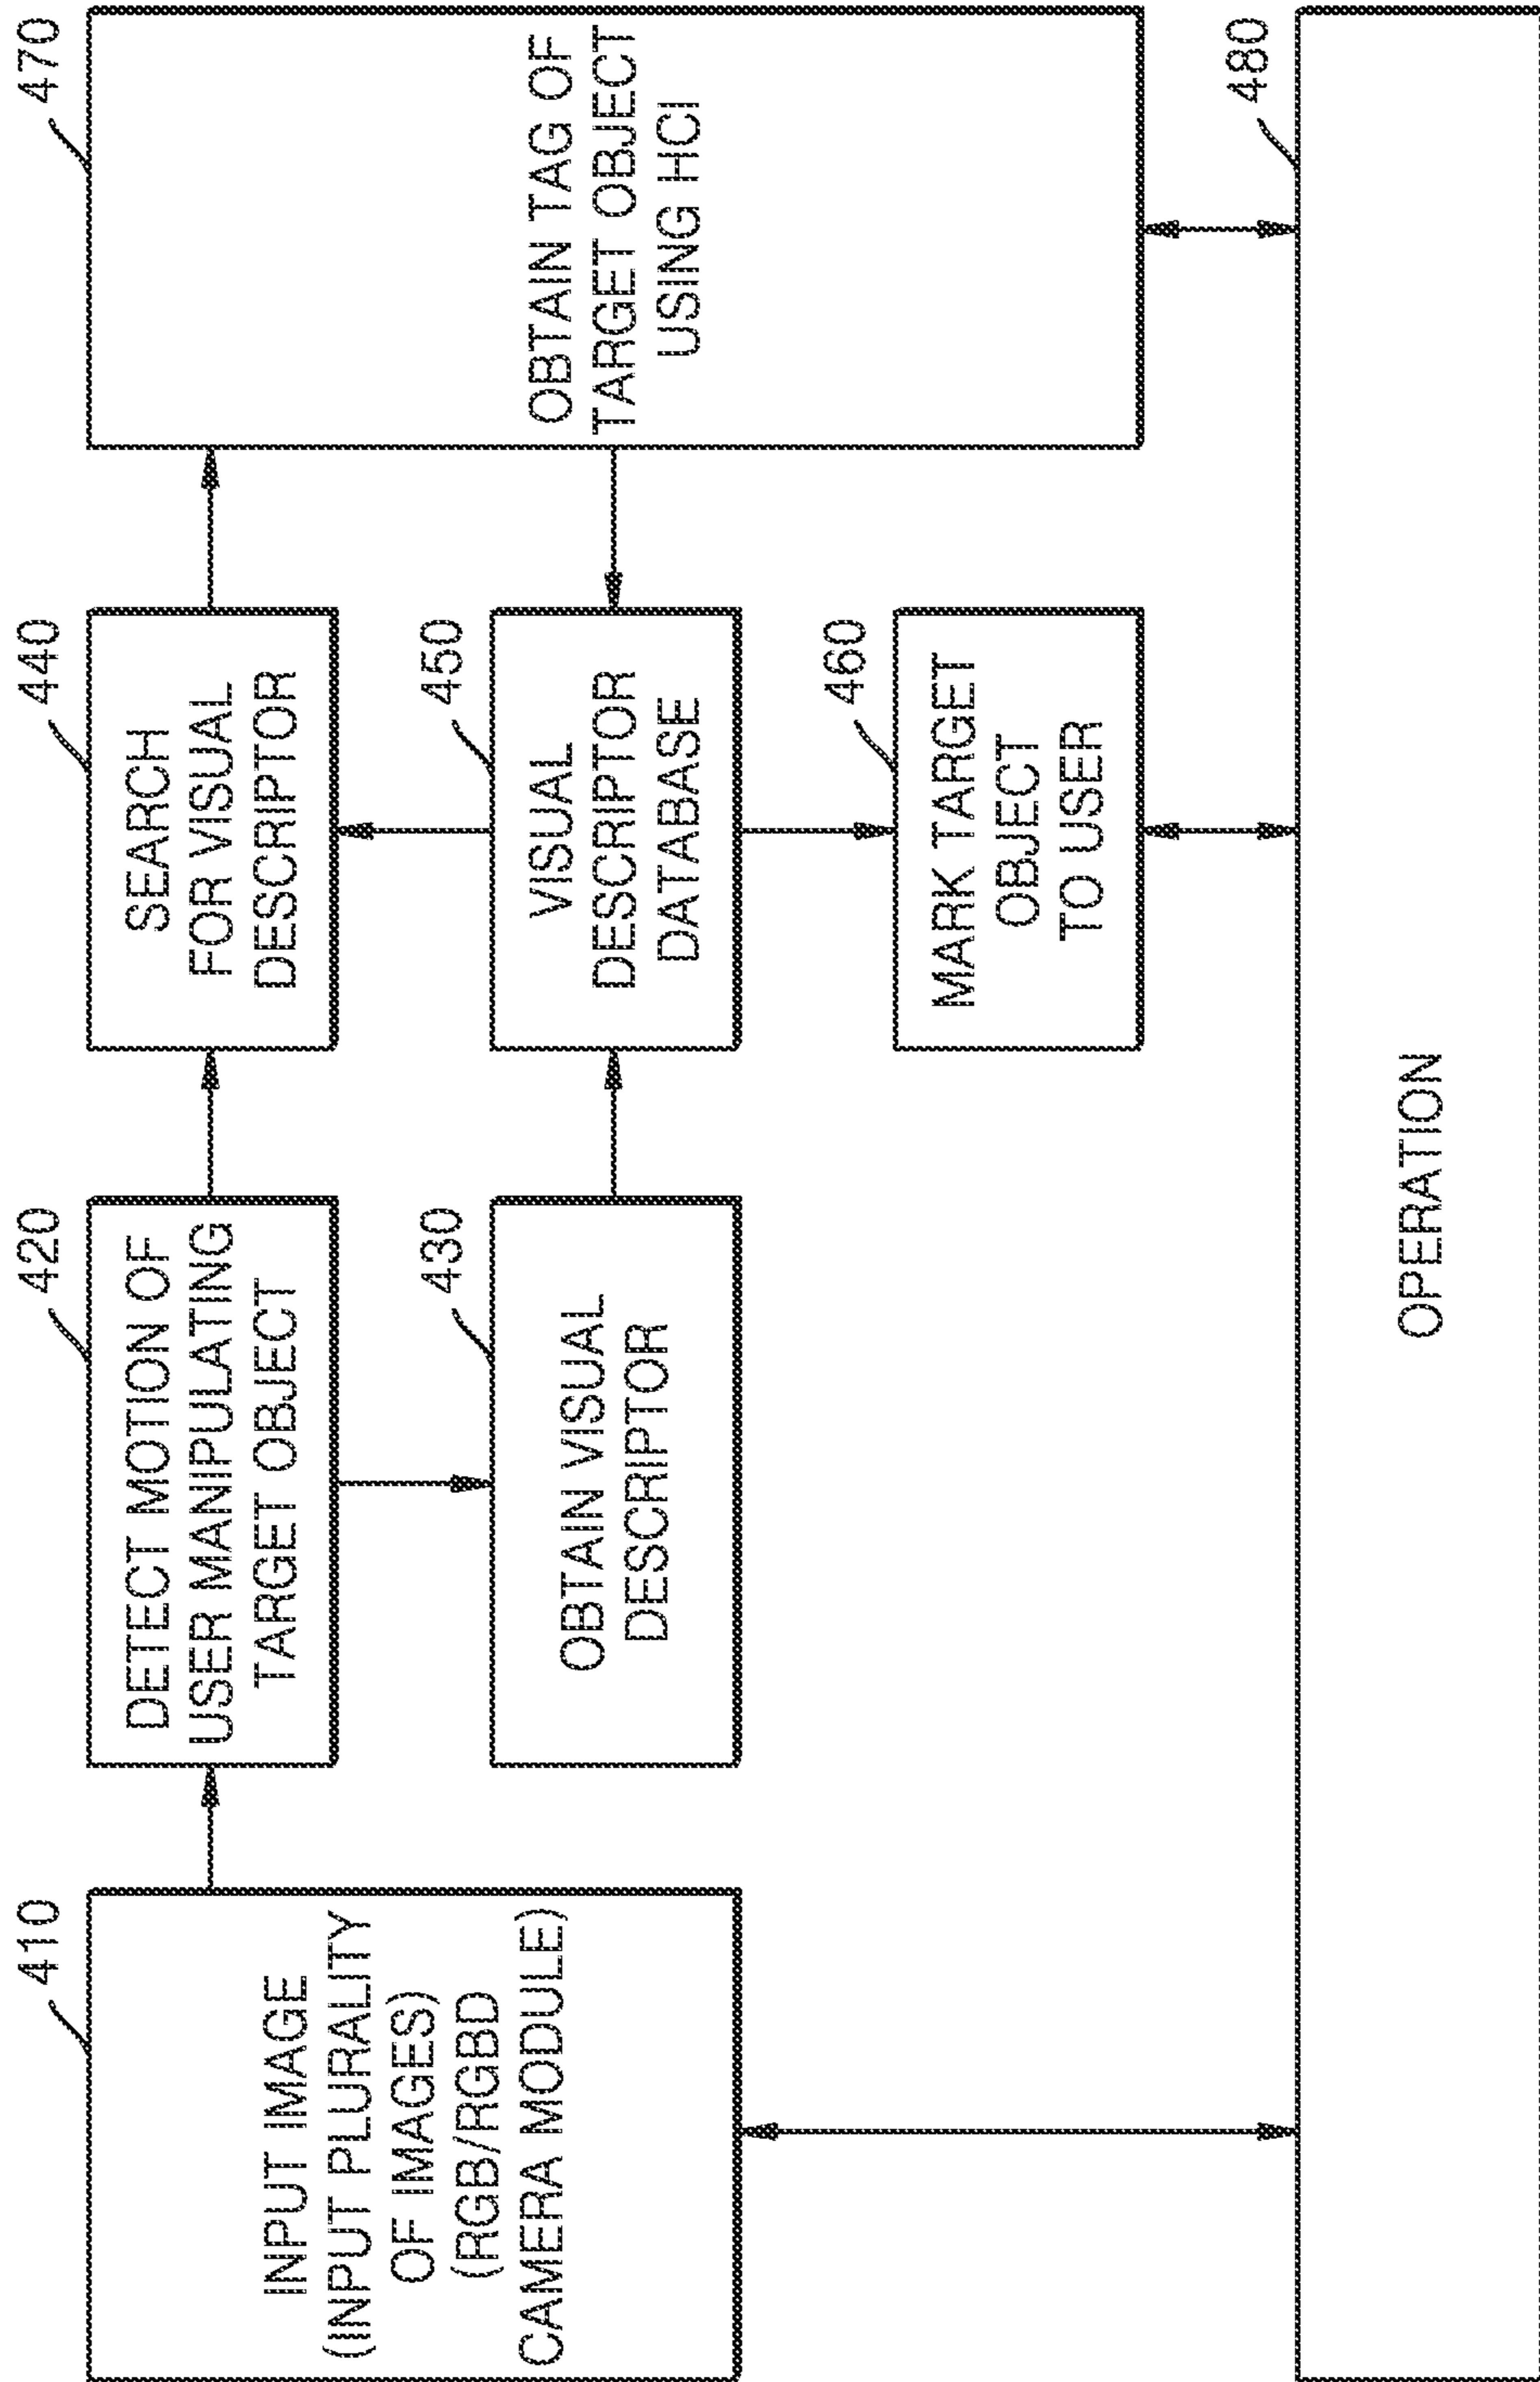 410
INPUT IMAGE
(INPUT PLURALITY
OF IMAGES)
(RGB/RGBD
CAMERA MODULE)
420
DETECT MOTION OF
USER MANIPULATING
TARGET OBJECT
430
OBTAIN VISUAL
DESCRIPTOR
440
SEARCH
FOR VISUAL
DESCRIPTOR
450
VISUAL
DESCRIPTOR
DATABASE
460
MARK TARGET
OBJECT
TO USER
470
OBTAIN TAG OF
TARGET OBJECT
USING HCI
480
OPERATION